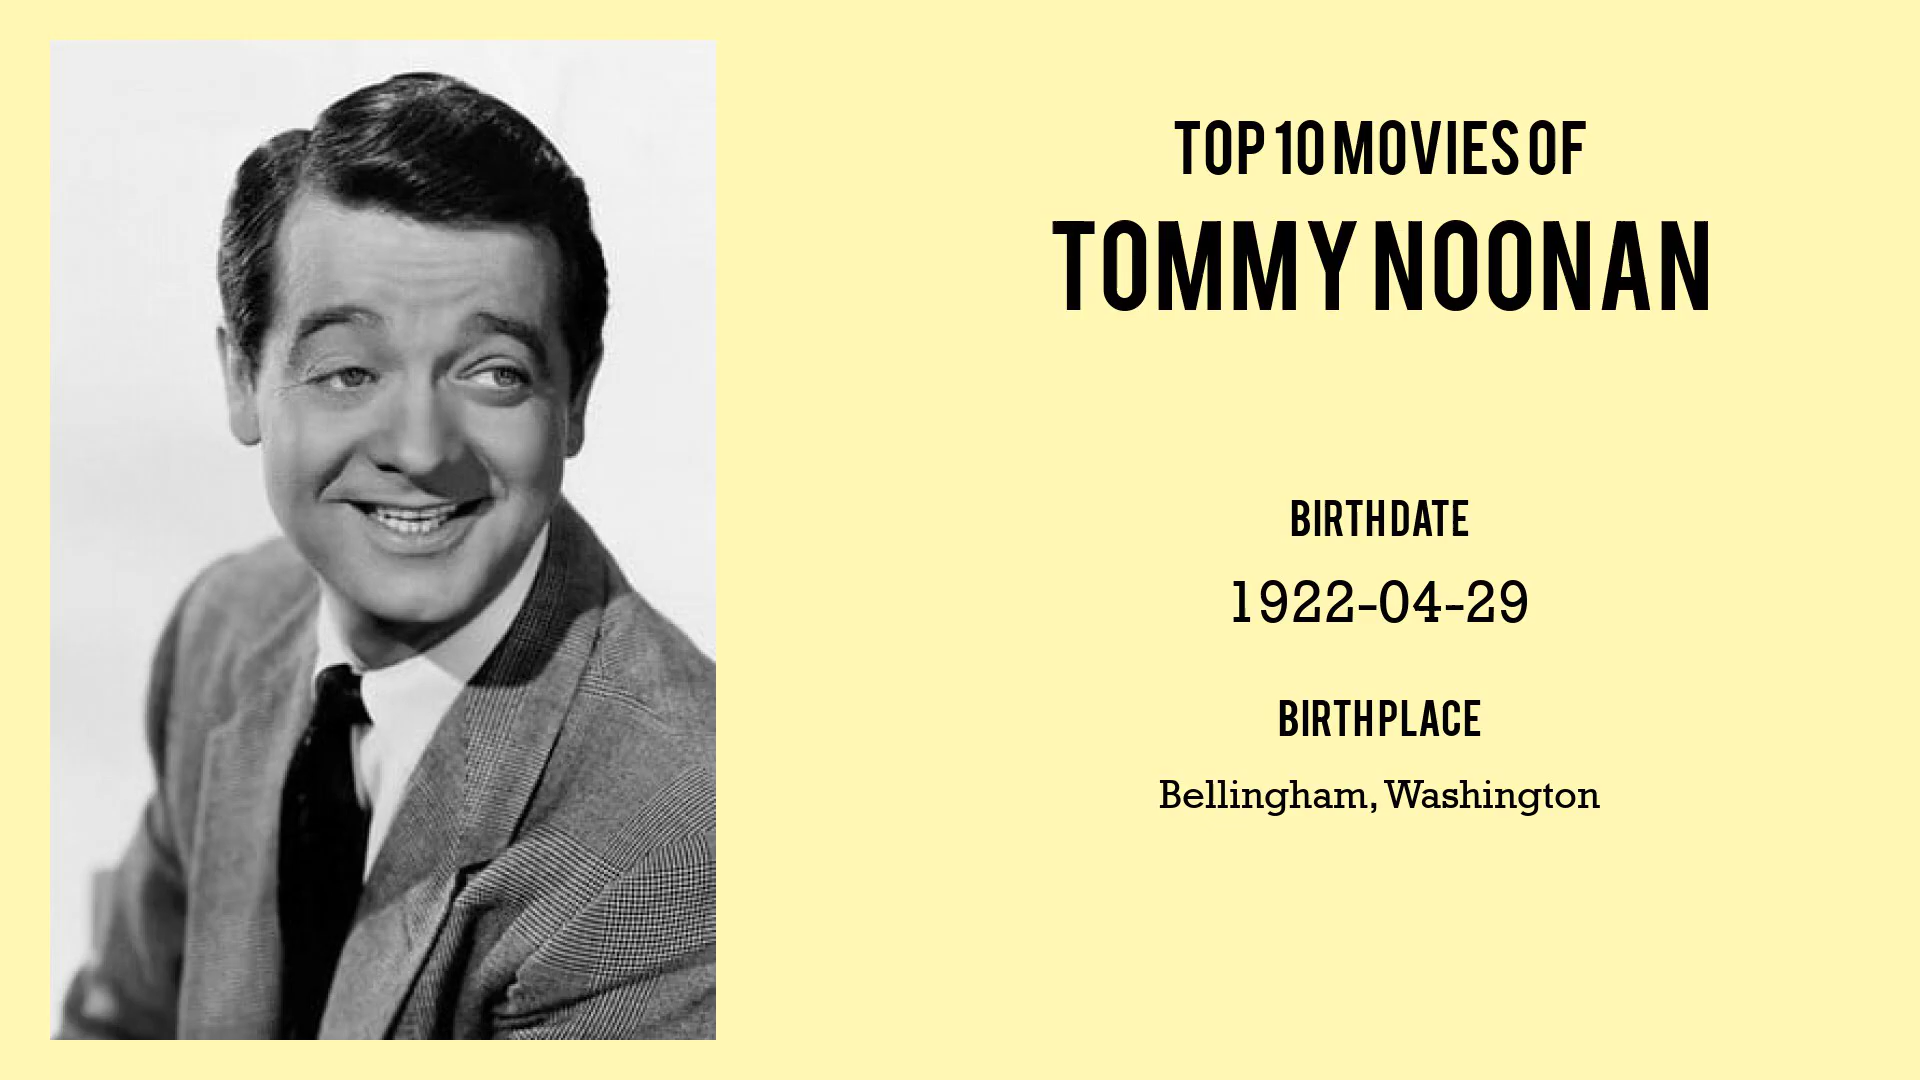 TOP 10 MOVIES OF
TOMMY NOONAN
BIRTHDATE
1922-04-29
BIRTHPLACE
Bellingham, Washington